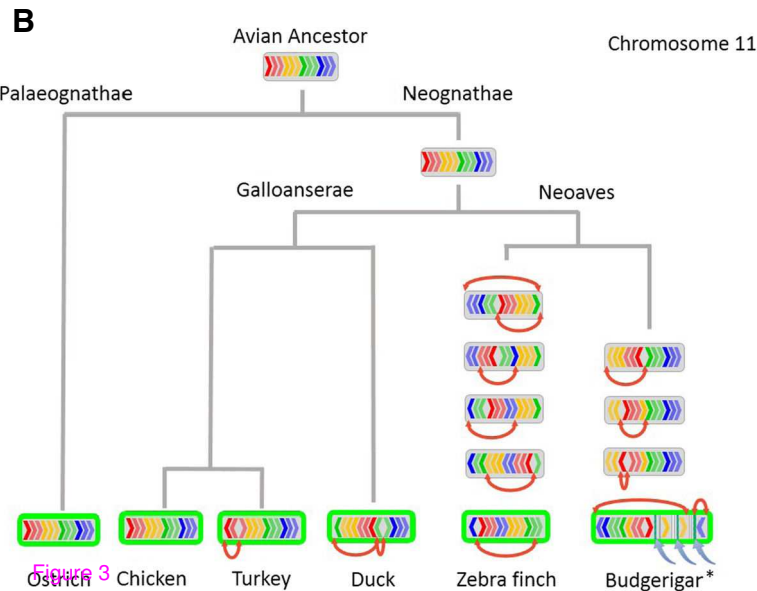 B
Avian Ancestor
Chromosome 11
Palaeognathae
Neognathae
Galloanserae
Neoaves
Ostrich
Chicken
Turkey
Duck
Zebra finch
Budgerigar*
Figure 3